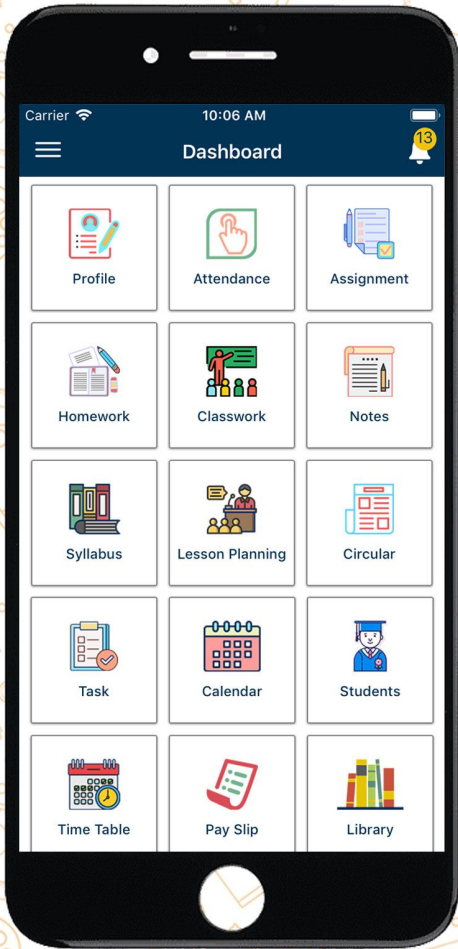 Carrier 10:06 AM
Dashboard 13
Profile Attendance Assignment
Homework Classwork Notes
Syllabus Lesson Planning Circular
Task Calendar Students
Time Table Pay Slip Library